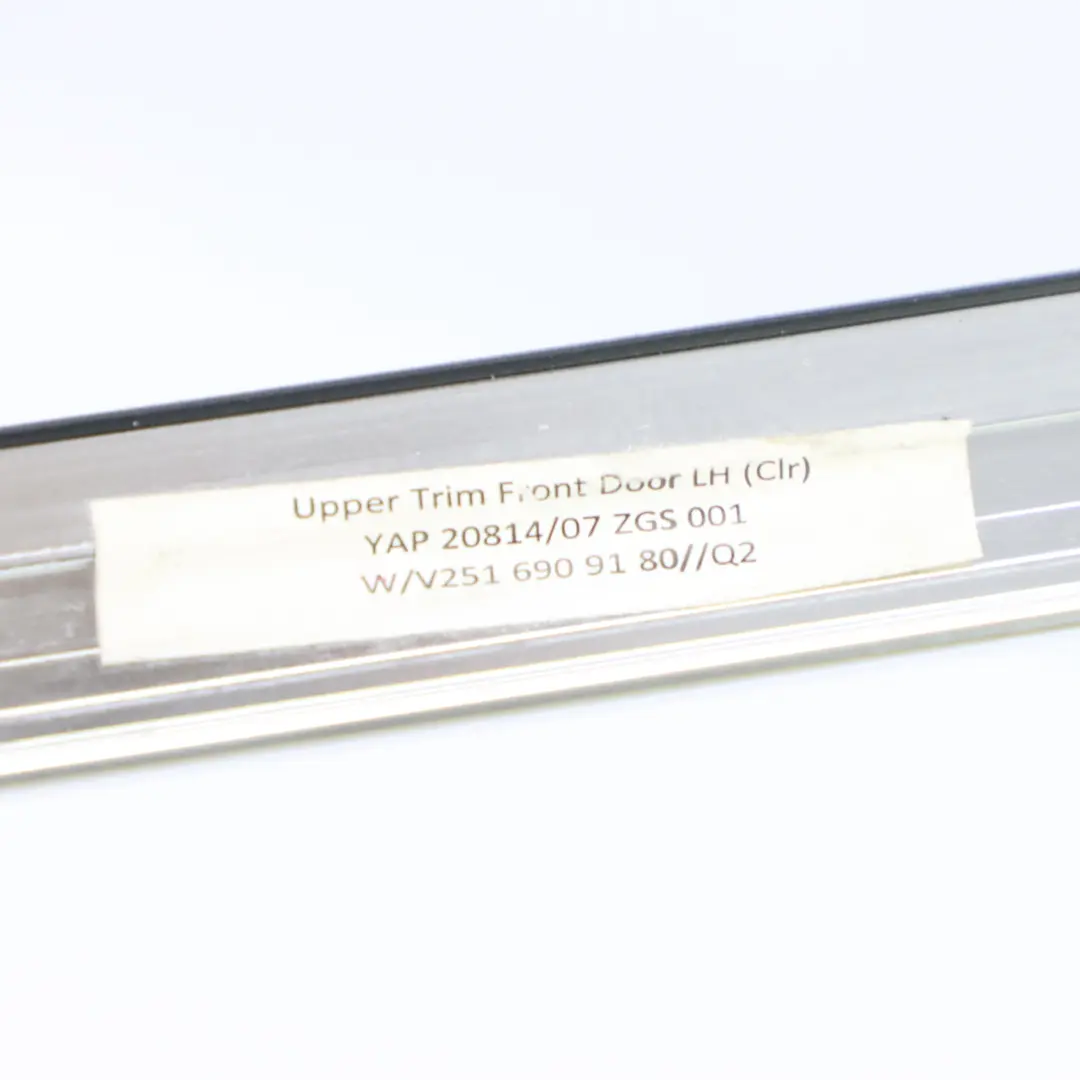 Upper Trim Front Door LH (Clr)
YAP 20814/07 ZGS 001
W/V251 690 91 80//Q2